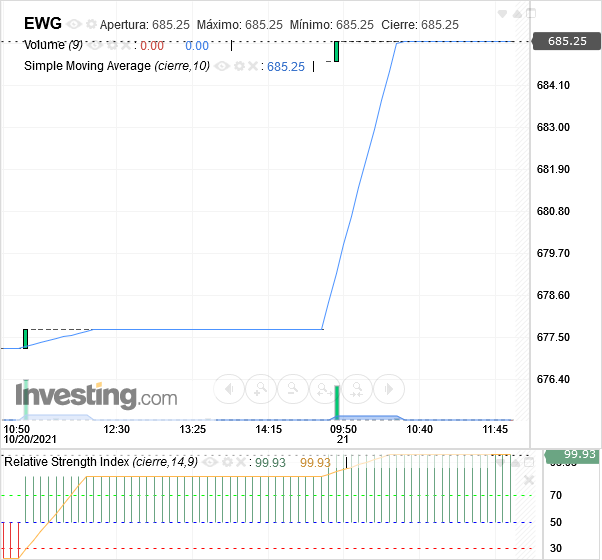 EWG Apertura: 685.25 Máximo: 685.25 Mínimo: 685.25 Cierre: 685.25
Volume (9) : 0.00 0.00
Simple Moving Average (cierre,10) : 685.25
685.25
684.10
683.00
681.90
680.80
679.70
678.60
677.50
676.40
Investing.com
10:50 12:30 13:25 14:15 09:50 10:40 11:45
10/20/2021 21
Relative Strength Index (cierre,14,9) : 99.93 99.93
99.93
70
50
30